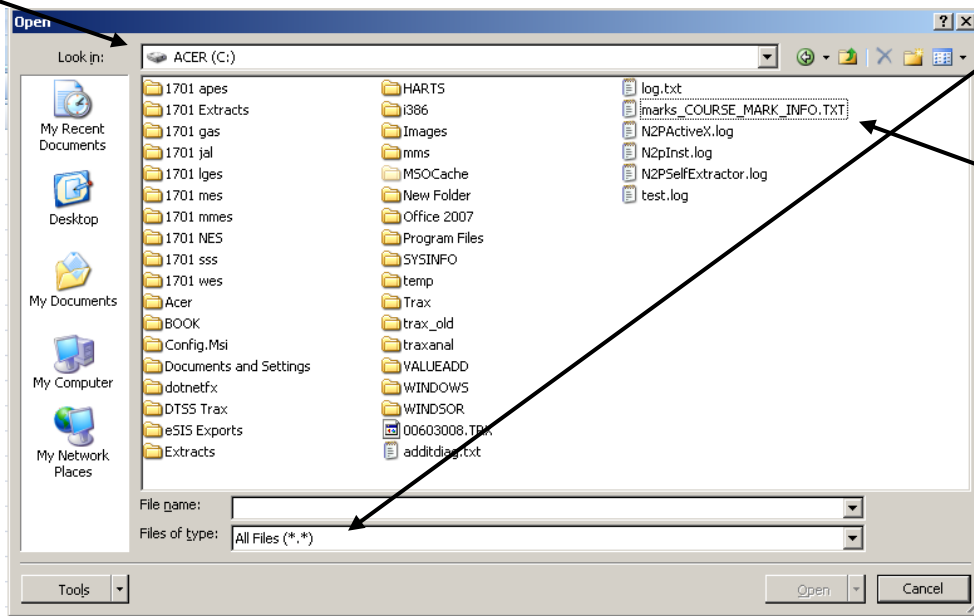 Open
Look in:
ACER (C:)
My Recent
Documents
Desktop
My Documents
My Computer
My Network
Places
1701 apes
1701 Extracts
1701 gas
1701 jal
1701 lges
1701 mes
1701 mmes
1701 NES
1701 sss
1701 wes
Acer
BOOK
Config.Msi
Documents and Settings
dotnetfx
DTSS Trax
eSIS Exports
Extracts
HARTS
i386
Images
mms
MSOCache
New Folder
Office 2007
Program Files
SYSINFO
temp
Trax
trax_old
traxanal
VALUEADD
WINDOWS
WINDSOR
00603008.TRX
additdiag.txt
log.txt
marks_COURSE_MARK_INFO.TXT
N2PActiveX.log
N2pInst.log
N2PSelfExtractor.log
test.log
File name:
Files of type:
All Files (*.*)
Tools
Open
Cancel